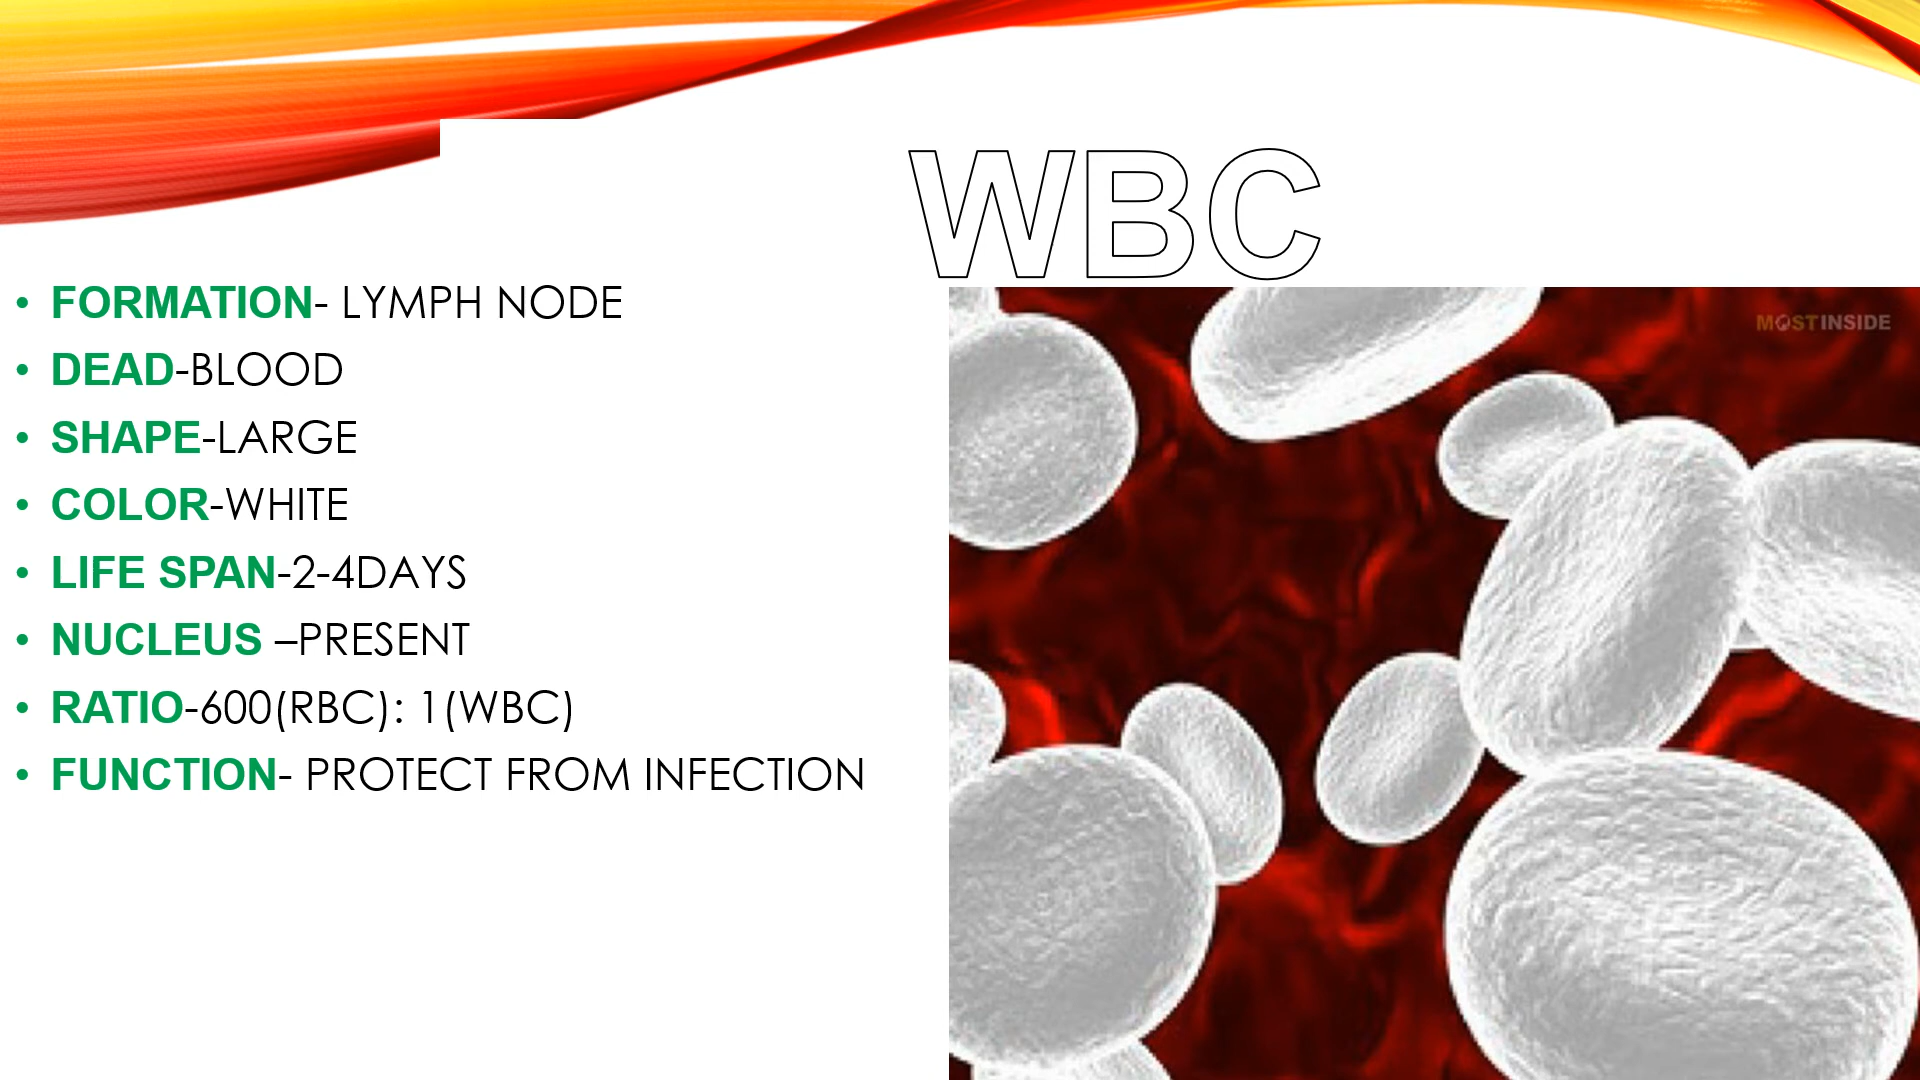 WBC
• FORMATION- LYMPH NODE
• DEAD-BLOOD
• SHAPE-LARGE
• COLOR-WHITE
• LIFE SPAN-2-4DAYS
• NUCLEUS –PRESENT
• RATIO-600(RBC): 1(WBC)
• FUNCTION- PROTECT FROM INFECTION
MOSTINSIDE